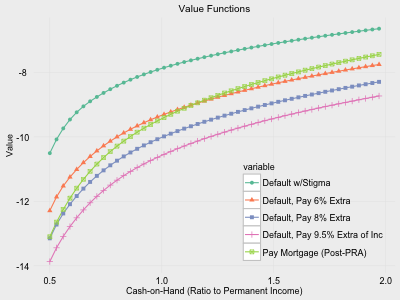 Value Functions
Value
-8
-10
-12
-14
variable
Default w/Stigma
Default, Pay 6% Extra
Default, Pay 8% Extra
Default, Pay 9.5% Extra of Inc
Pay Mortgage (Post-PRA)
0.5 1.0 1.5 2.0
Cash-on-Hand (Ratio to Permanent Income)